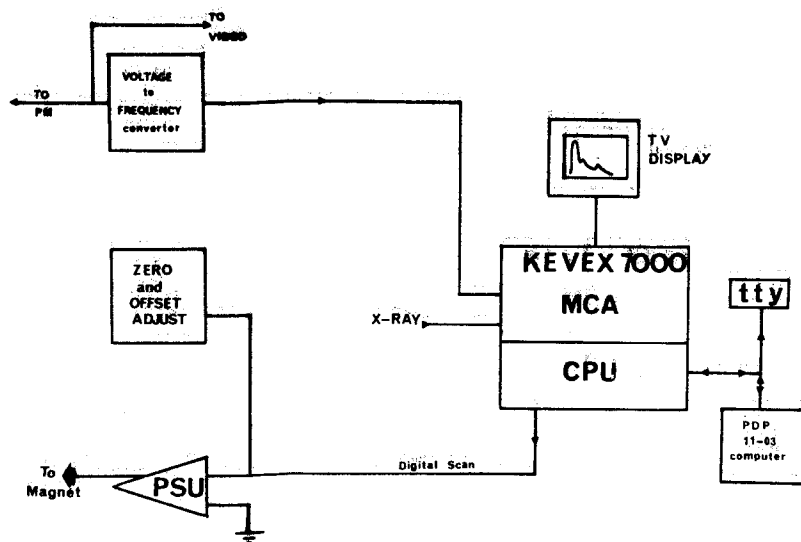 TO
VIDEO
VOLTAGE
to
FREQUENCY
converter
TO
PM
TV
DISPLAY
KEVEX 7000
MCA
CPU
X-RAY
tty
PDP
11-03
computer
ZERO
and
OFFSET
ADJUST
Digital Scan
To
Magnet
PSU